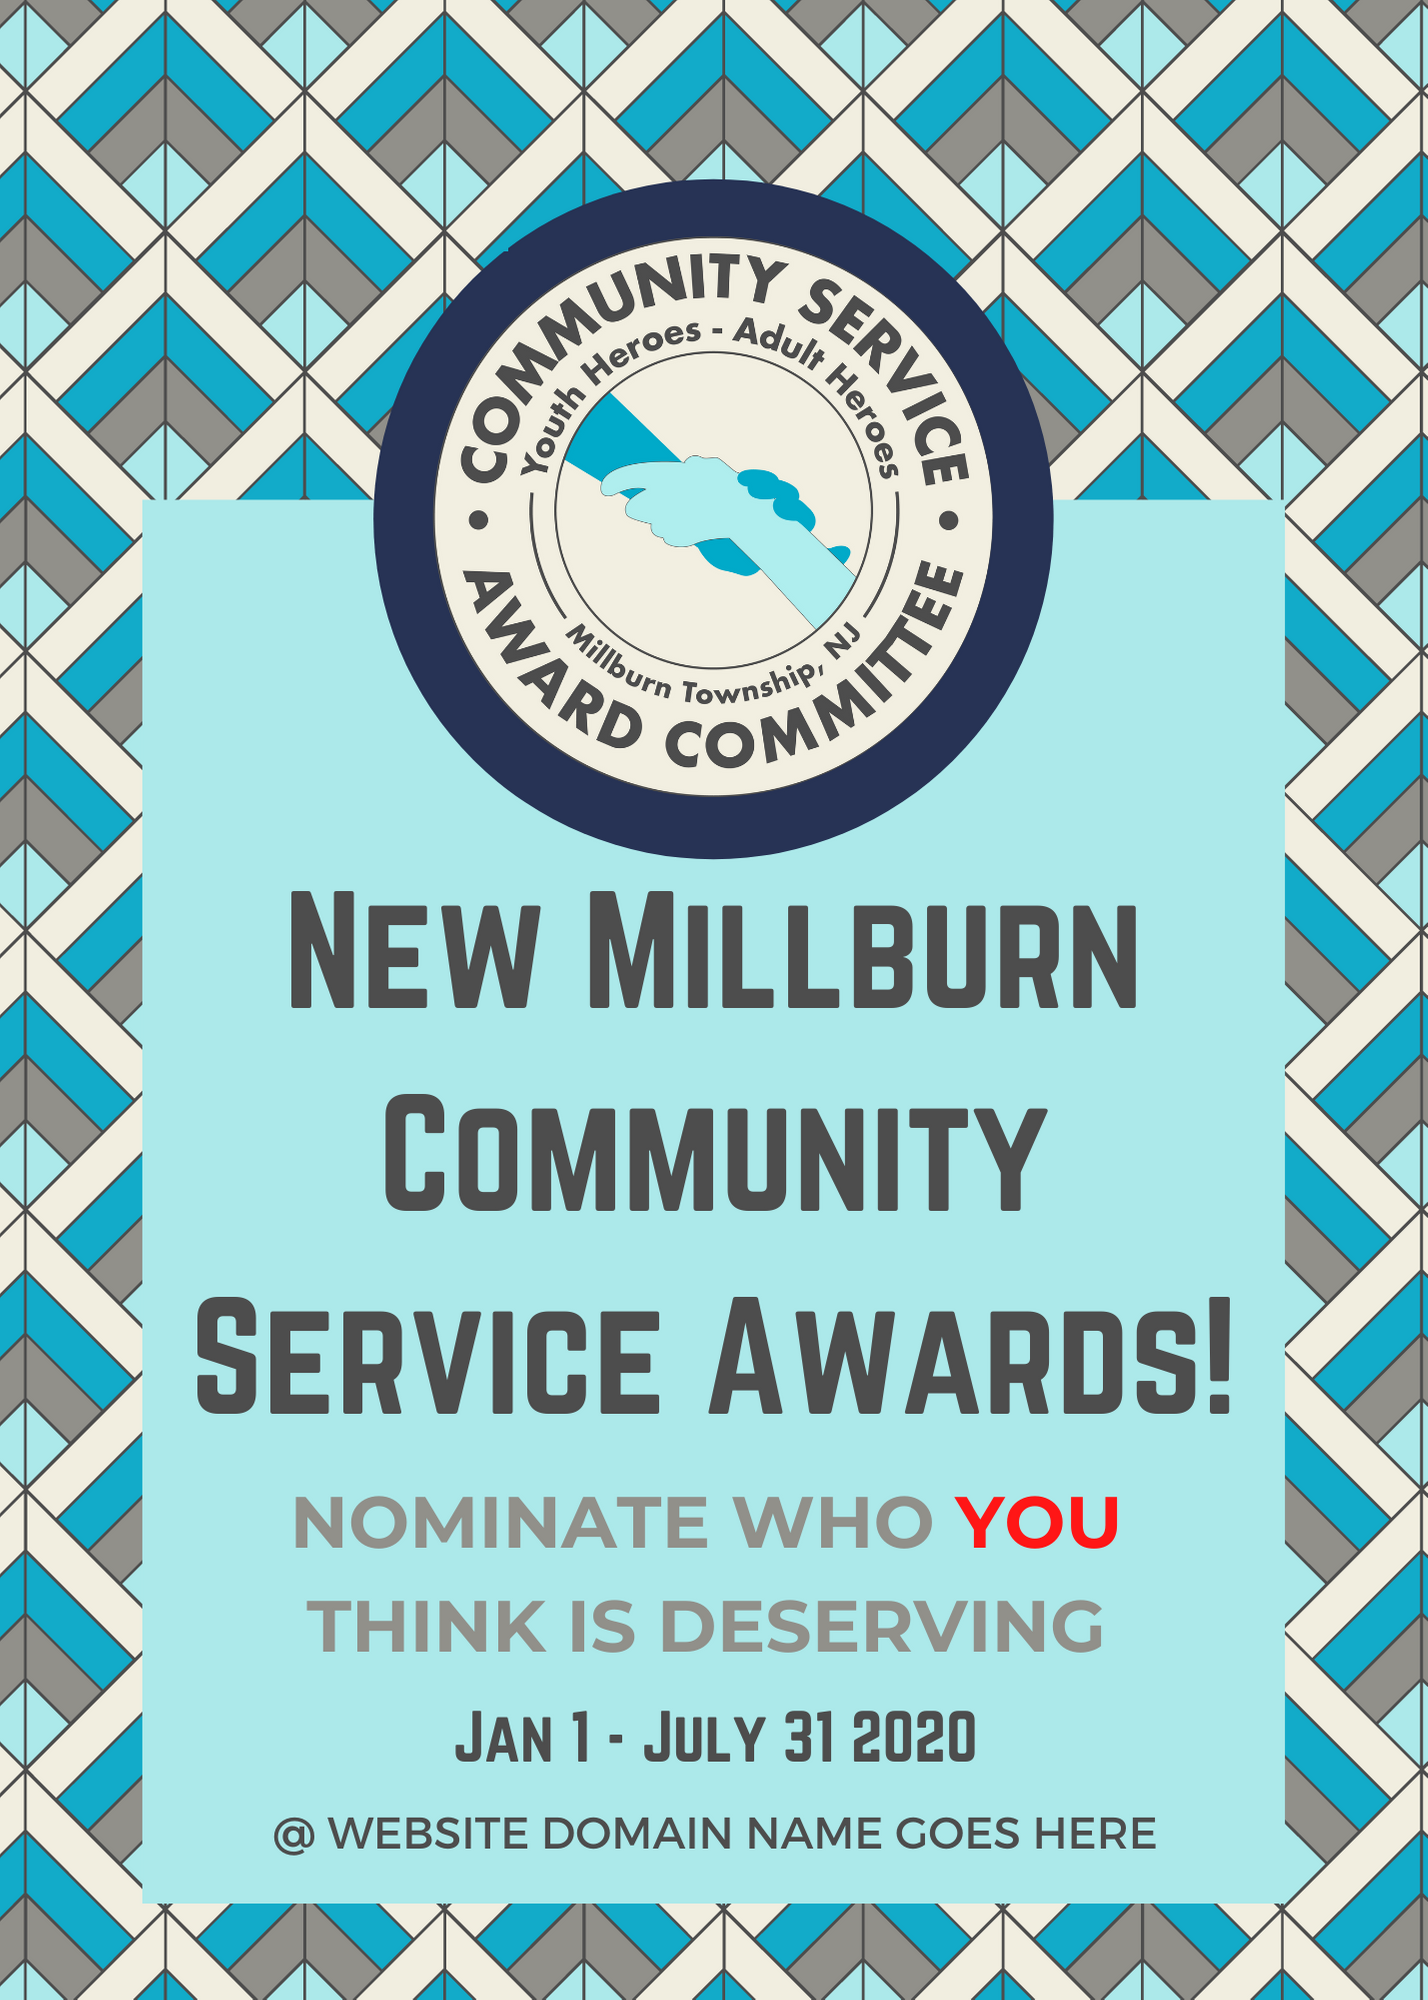 COMMUNITY SERVICE
Youth Heroes - Adult Heroes
Millburn Township, NJ
AWARD COMMITTEE
New Millburn
Community
Service Awards!
NOMINATE WHO YOU
THINK IS DESERVING
Jan 1 - July 31 2020
@ WEBSITE DOMAIN NAME GOES HERE